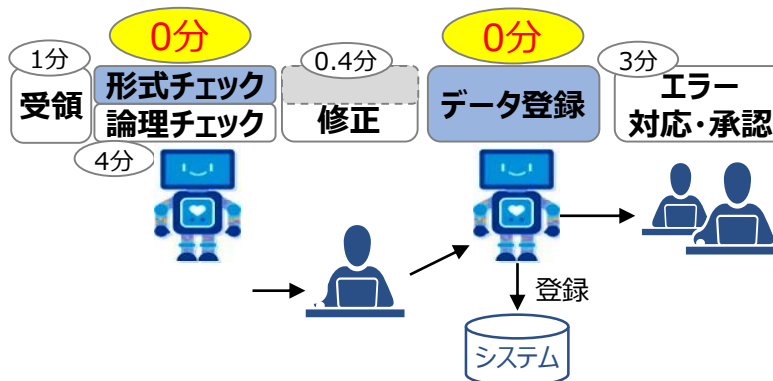 0分
0分
1分
0.4分
3分
受領
形式チェック
論理チェック
修正
データ登録
エラー
対応・承認
4分
登録
システム